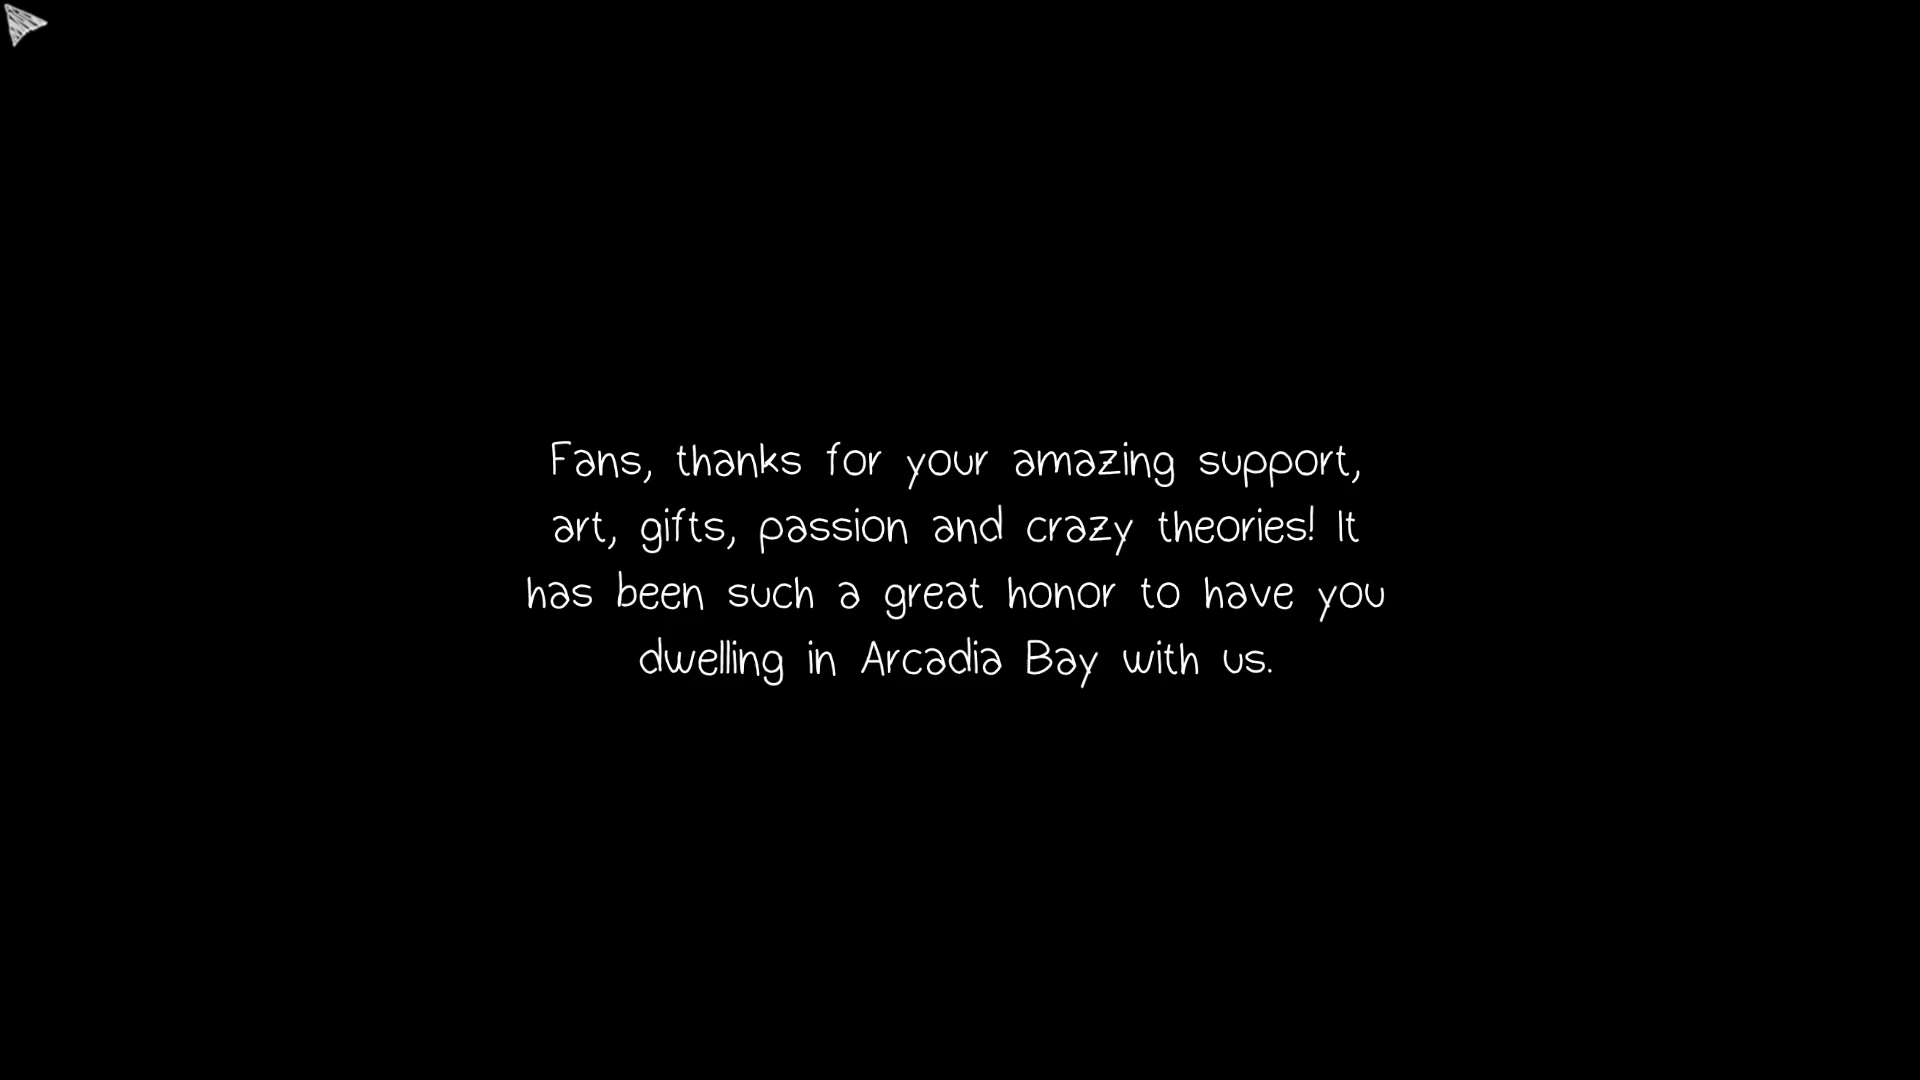 Fans, thanks for your amazing support,
art, gifts, passion and crazy theories! It
has been such a great honor to have you
dwelling in Arcadia Bay with us.